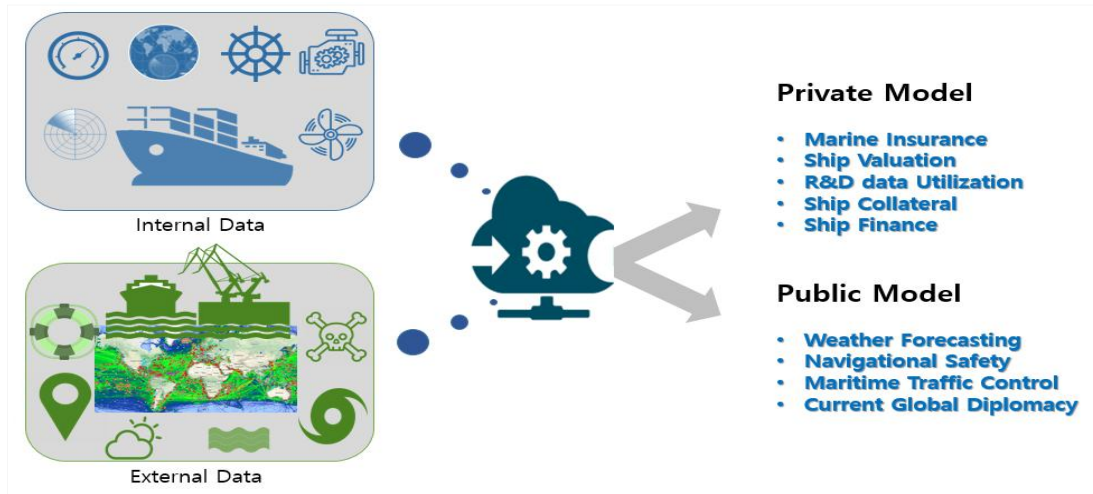 Internal Data
External Data
Private Model
• Marine Insurance
• Ship Valuation
• R&D data Utilization
• Ship Collateral
• Ship Finance
Public Model
• Weather Forecasting
• Navigational Safety
• Maritime Traffic Control
• Current Global Diplomacy